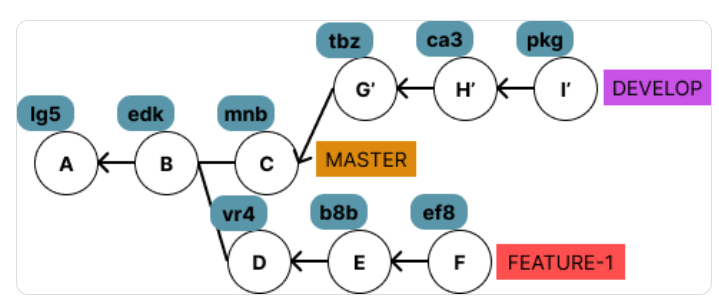 tbz
ca3
pkg
G’
H’
I’
DEVELOP
lg5
edk
mnb
A
B
C
MASTER
vr4
b8b
ef8
D
E
F
FEATURE-1